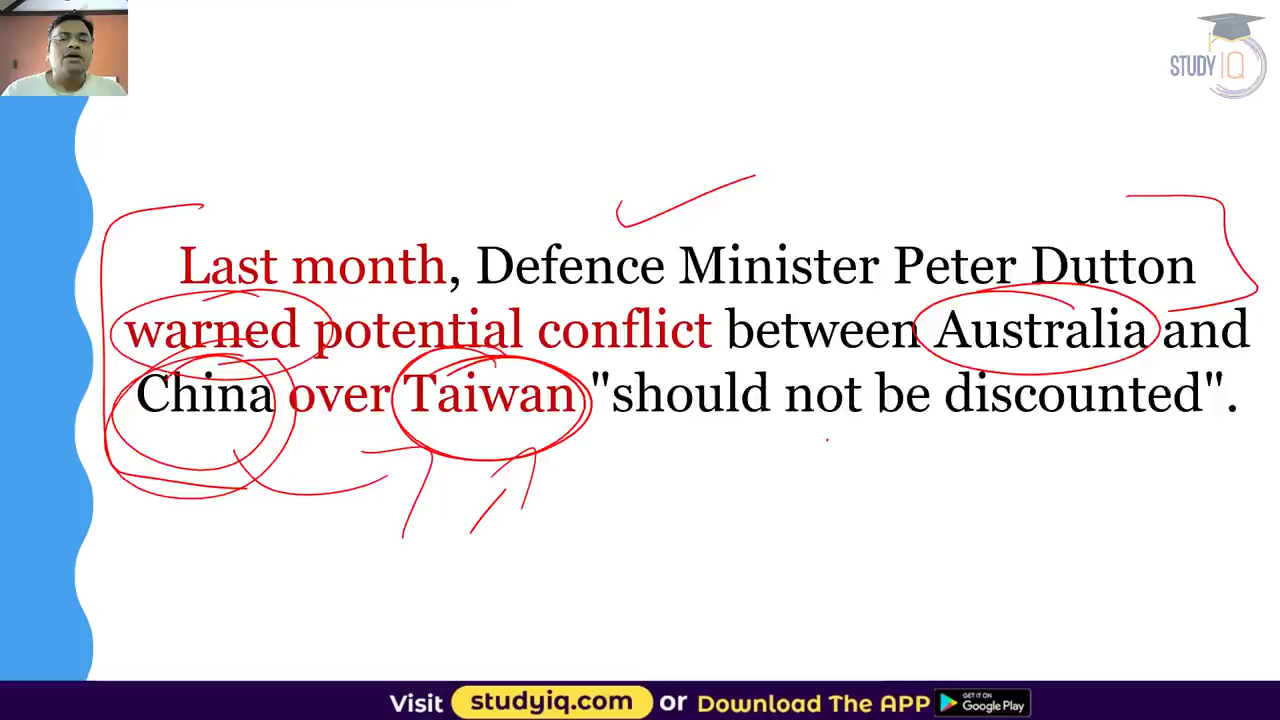 STUDY IQ
Last month, Defence Minister Peter Dutton
warned potential conflict between Australia and
China over Taiwan "should not be discounted".
Visit studyiq.com or Download The APP GET IT ON Google Play